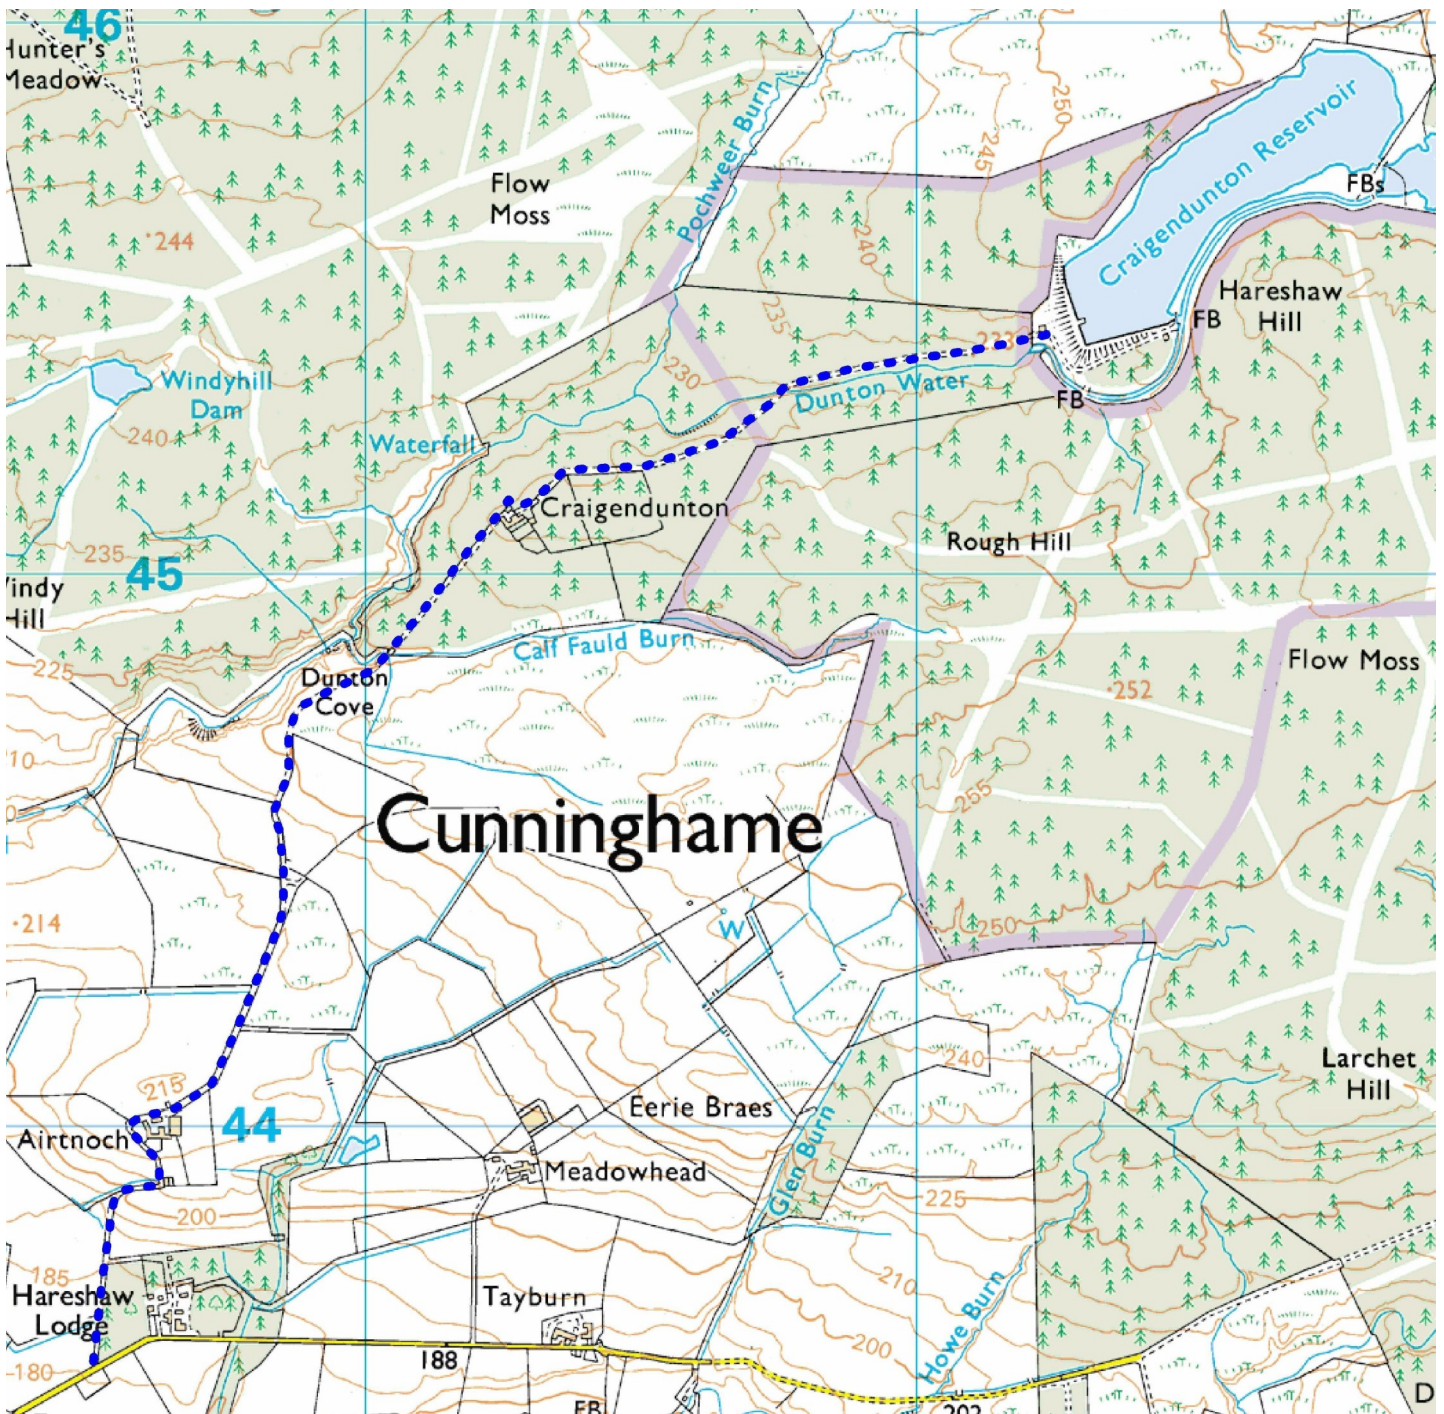 46
Hunter's
Meadow
Pochweer Burn
250
245
Craigendunton Reservoir
FBs
Flow
Moss
244
240
Hareshaw
Hill
235
FB
233
230
Windyhill
Dam
Dunton Water
FB
240
Waterfall
Craigendunton
Rough Hill
235
45
Windy
Hill
225
Calf Fauld Burn
Flow Moss
Dunton
Cove
252
10
255
Cunninghame
214
W
250
240
Larchet
Hill
215
44
Eerie Braes
Airtnoch
Glen Burn
Meadowhead
225
200
185
210
Hareshaw
Lodge
Tayburn
Howe Burn
188
200
180
FB
202
D